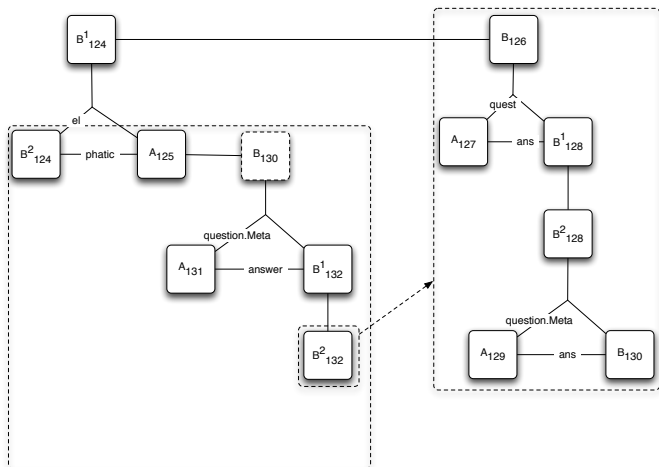 B¹₁₂₄
B₁₂₆
el
quest
B²₁₂₄
phatic
A₁₂₅
B₁₃₀
A₁₂₇
ans
B¹₁₂₈
question.Meta
B²₁₂₈
A₁₃₁
answer
B¹₁₃₂
question.Meta
B²₁₃₂
A₁₂₉
ans
B₁₃₀